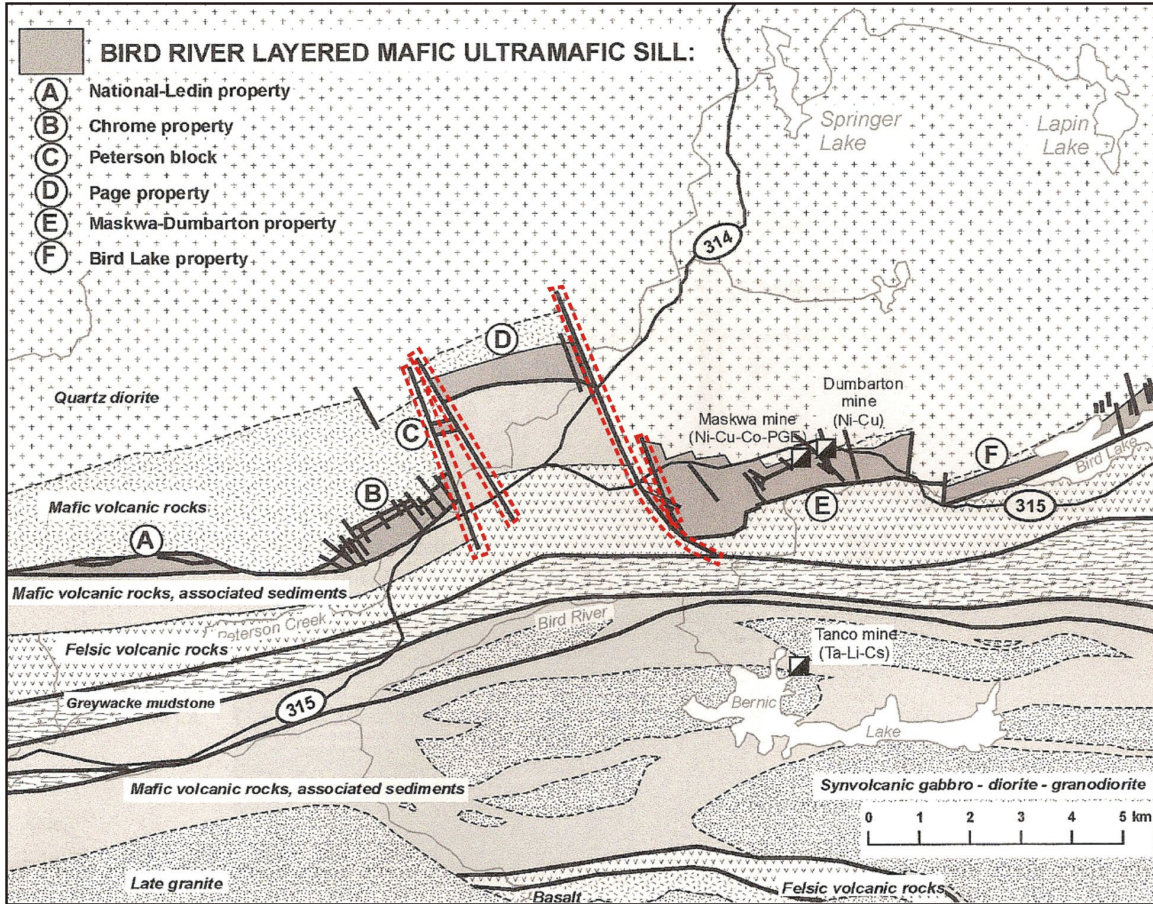 BIRD RIVER LAYERED MAFIC ULTRAMAFIC SILL:
A National-Ledin property
B Chrome property
C Peterson block
D Page property
E Maskwa-Dumbarton property
F Bird Lake property
Springer
Lake
Lapin
Lake
314
D
Quartz diorite
Dumbarton
mine
(Ni-Cu)
Maskwa mine
(Ni-Cu-Co-PGE)
C
F
Bird Lake
B
E
315
Mafic volcanic rocks
A
Mafic volcanic rocks, associated sediments
Peterson Creek
Bird River
Felsic volcanic rocks
Tanco mine
(Ta-Li-Cs)
Greywacke mudstone
315
Bernic
Lake
Mafic volcanic rocks, associated sediments
Synvolcanic gabbro - diorite - granodiorite
0 1 2 3 4 5 km
Late granite
Felsic volcanic rocks
Basalt